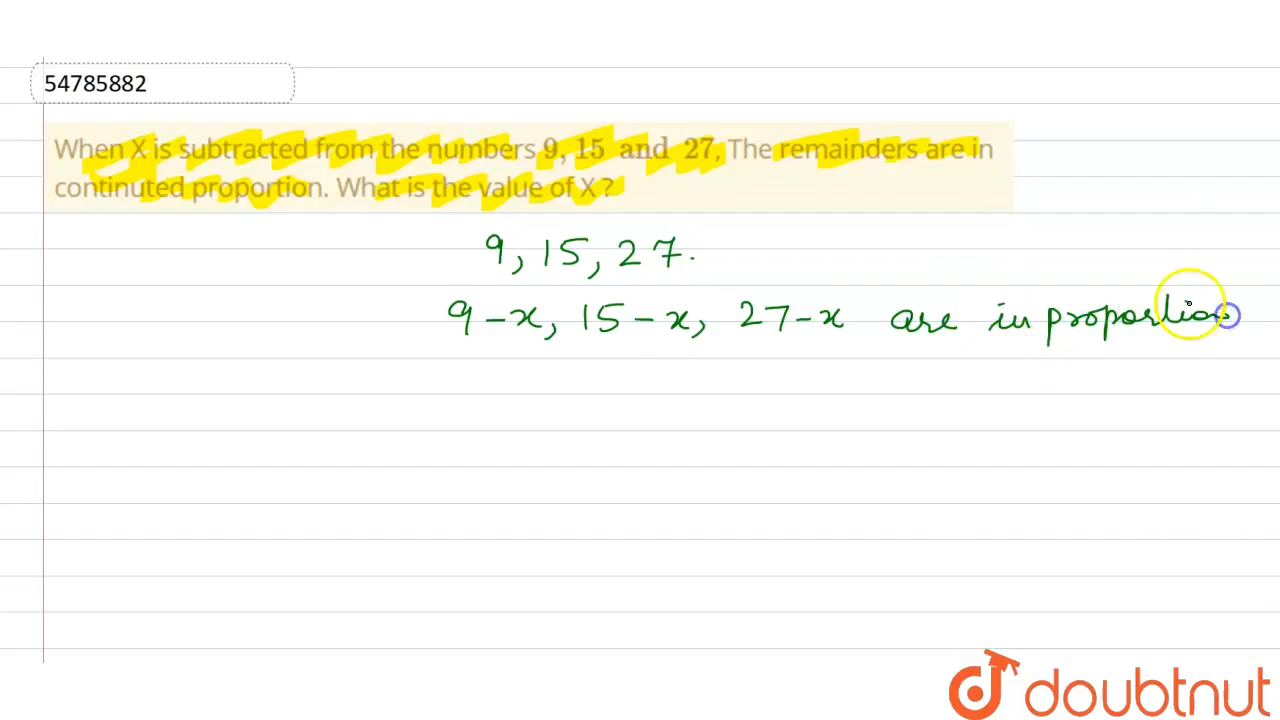 54785882
When X is subtracted from the numbers 9, 15 and 27, The remainders are in
continuted proportion. What is the value of X ?
9, 15, 27.
9-x, 15-x, 27-x are in proportion
doubtnut